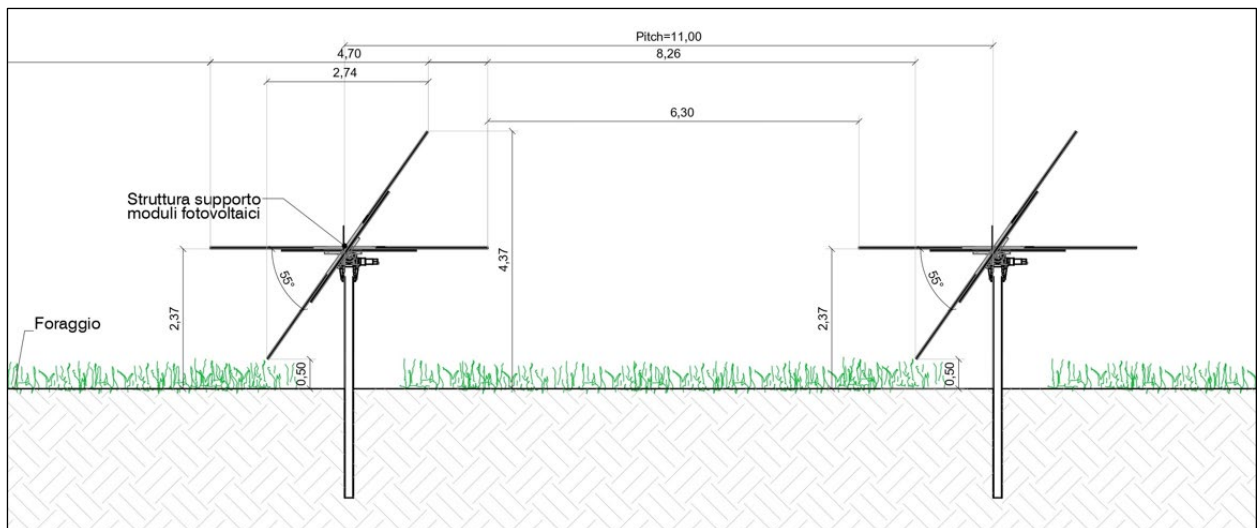 Pitch=11,00
4,70
8,26
2,74
6,30
Struttura supporto
moduli fotovoltaici
4,37
55°
55°
2,37
2,37
Foraggio
0,50
0,50